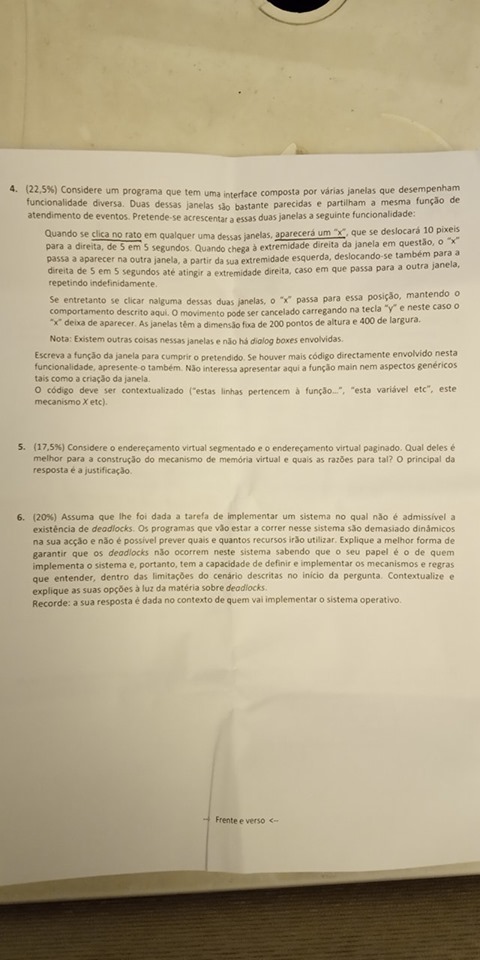 4. (22,5%) Considere um programa que tem uma interface composta por várias janelas que desempenham
funcionalidade diversa. Duas dessas janelas são bastante parecidas e partilham a mesma função de
atendimento de eventos. Pretende-se acrescentar a essas duas janelas a seguinte funcionalidade:
Quando se clica no rato em qualquer uma dessas janelas, aparecerá um "x", que se deslocará 10 pixeis
para a direita, de 5 em 5 segundos. Quando chega à extremidade direita da janela em questão, o "x"
passa a aparecer na outra janela, a partir da sua extremidade esquerda, deslocando-se também para a
direita de 5 em 5 segundos até atingir a extremidade direita, caso em que passa para a outra janela,
repetindo indefinidamente.
Se entretanto se clicar nalguma dessas duas janelas, o "x" passa para essa posição, mantendo o
comportamento descrito aqui. O movimento pode ser cancelado carregando na tecla "y" e neste caso o
"x" deixa de aparecer. As janelas têm a dimensão fixa de 200 pontos de altura e 400 de largura.
Nota: Existem outras coisas nessas janelas e não há dialog boxes envolvidas.
Escreva a função da janela para cumprir o pretendido. Se houver mais código directamente envolvido nesta
funcionalidade, apresente-o também. Não interessa apresentar aqui a função main nem aspectos genéricos
tais como a criação da janela.
O código deve ser contextualizado ("estas linhas pertencem à função...", "esta variável etc", este
mecanismo X etc).
5. (17,5%) Considere o endereçamento virtual segmentado e o endereçamento virtual paginado. Qual deles é
melhor para a construção do mecanismo de memória virtual e quais as razões para tal? O principal da
resposta é a justificação.
6. (20%) Assuma que lhe foi dada a tarefa de implementar um sistema no qual não é admissível a
existência de deadlocks. Os programas que vão estar a correr nesse sistema são demasiado dinâmicos
na sua acção e não é possível prever quais e quantos recursos irão utilizar. Explique a melhor forma de
garantir que os deadlocks não ocorrem neste sistema sabendo que o seu papel é o de quem
implementa o sistema e, portanto, tem a capacidade de definir e implementar os mecanismos e regras
que entender, dentro das limitações do cenário descritas no início da pergunta. Contextualize e
explique as suas opções à luz da matéria sobre deadlocks.
Recorde: a sua resposta é dada no contexto de quem vai implementar o sistema operativo.
Frente e verso <--